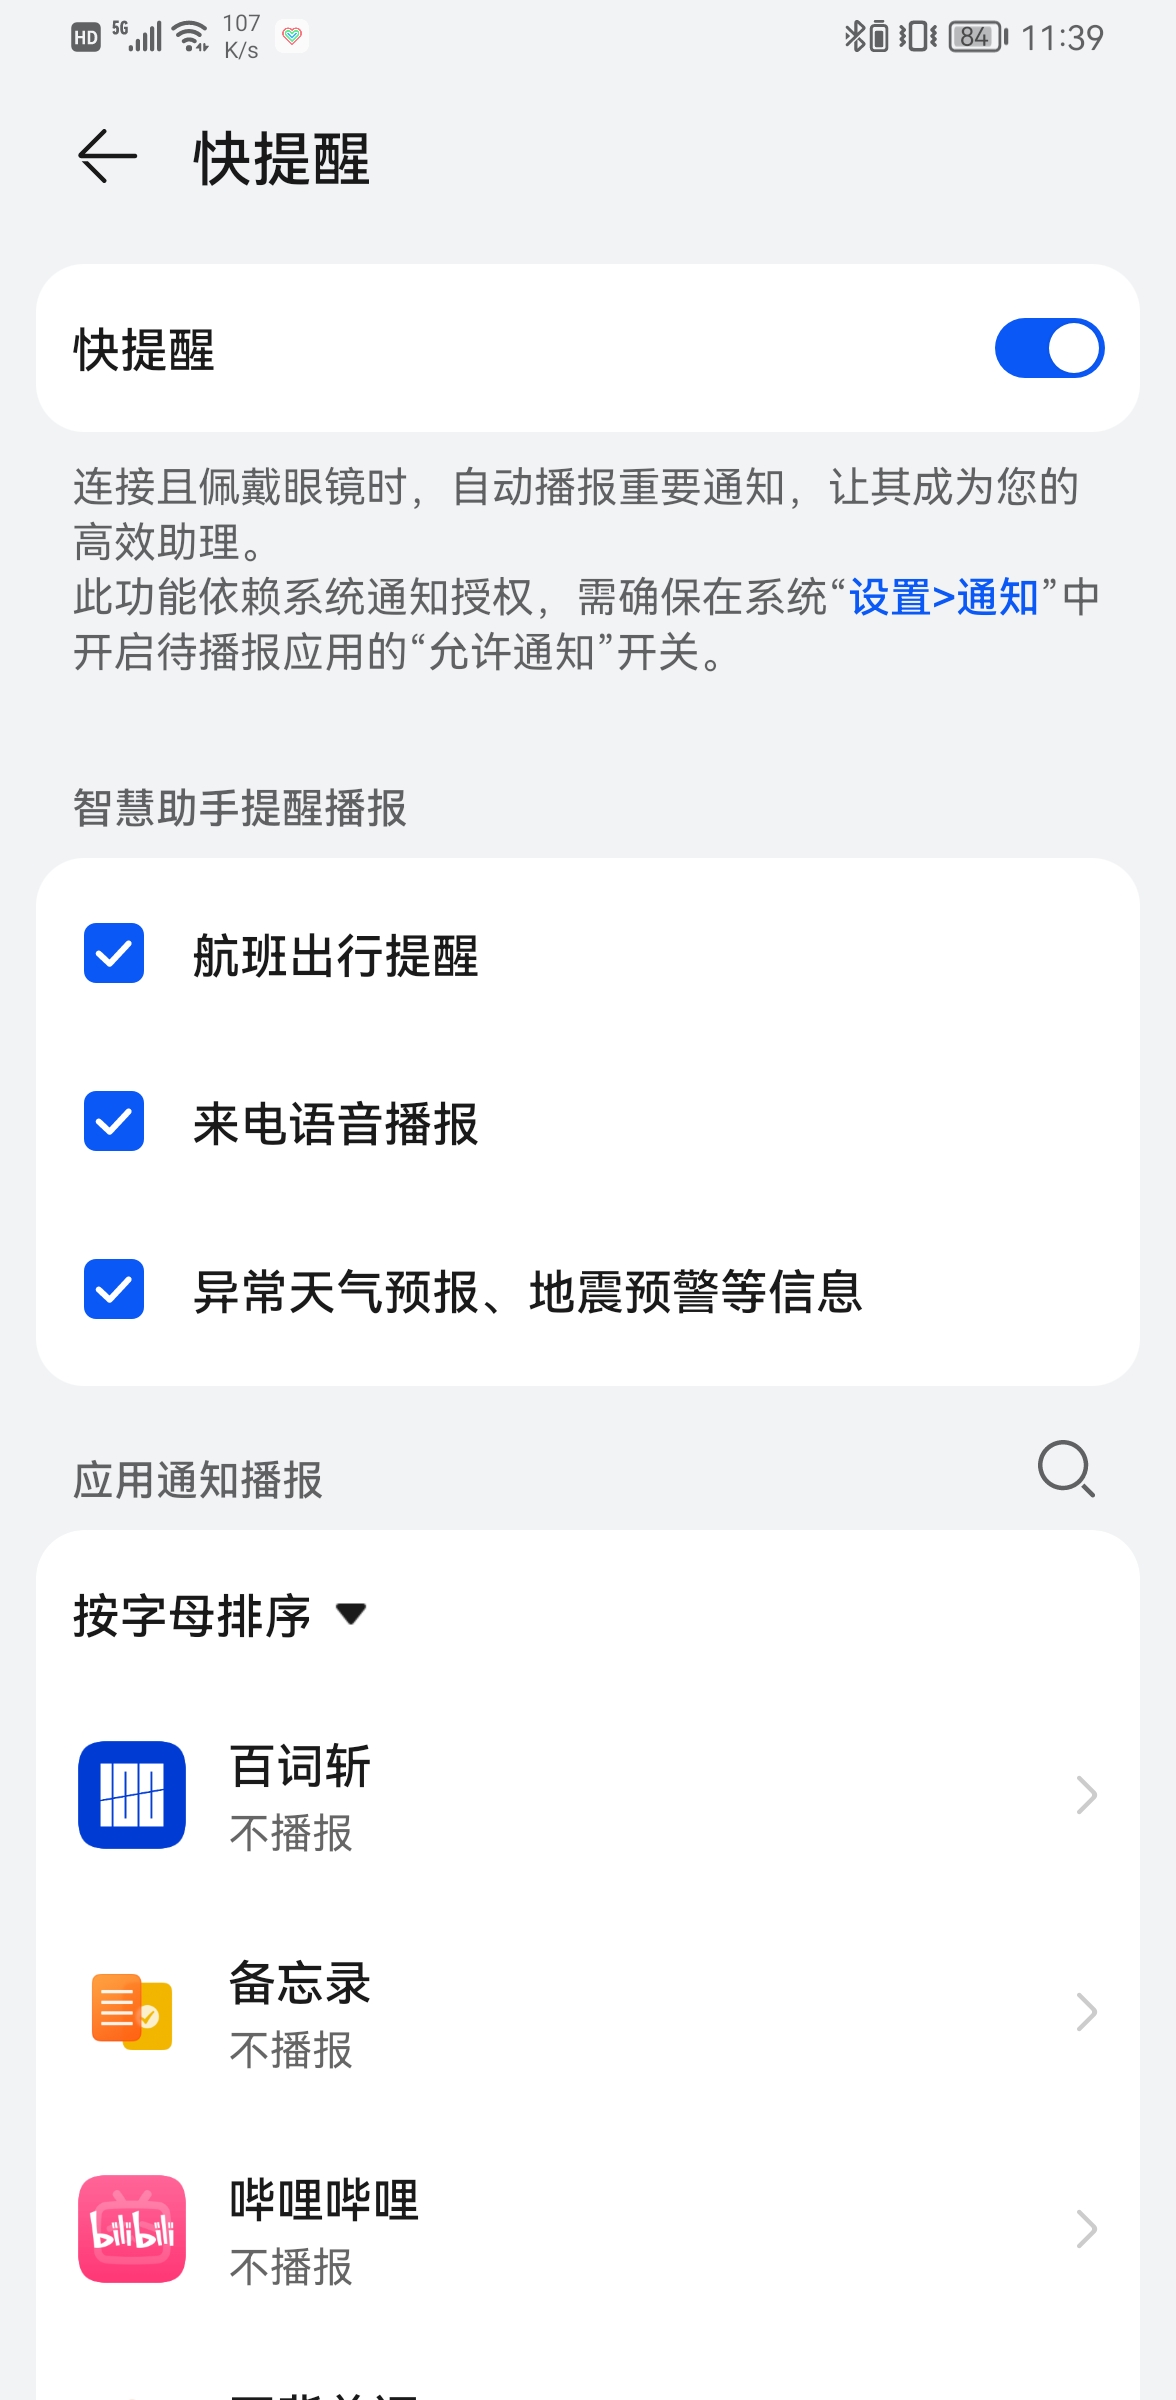 HD 5G 107 K/s 84 11:39
快提醒
快提醒
连接且佩戴眼镜时，自动播报重要通知，让其成为您的
高效助理。
此功能依赖系统通知授权，需确保在系统“设置>通知”中
开启待播报应用的“允许通知”开关。
智慧助手提醒播报
航班出行提醒
来电语音播报
异常天气预报、地震预警等信息
应用通知播报
按字母排序
百词斩
不播报
备忘录
不播报
bilibili
哔哩哔哩
不播报